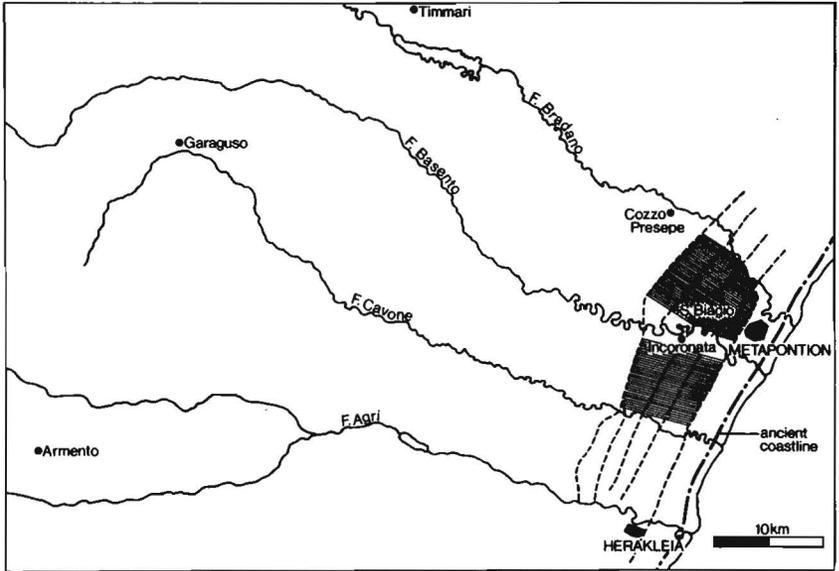 Timmari
F. Bradano
Garaguso
F. Basento
Cozzo
Presepe
S. Biagio
F. Cavone
Incoronata
METAPONTION
F. Agri
ancient
coastline
Armento
10km
HERAKLEIA